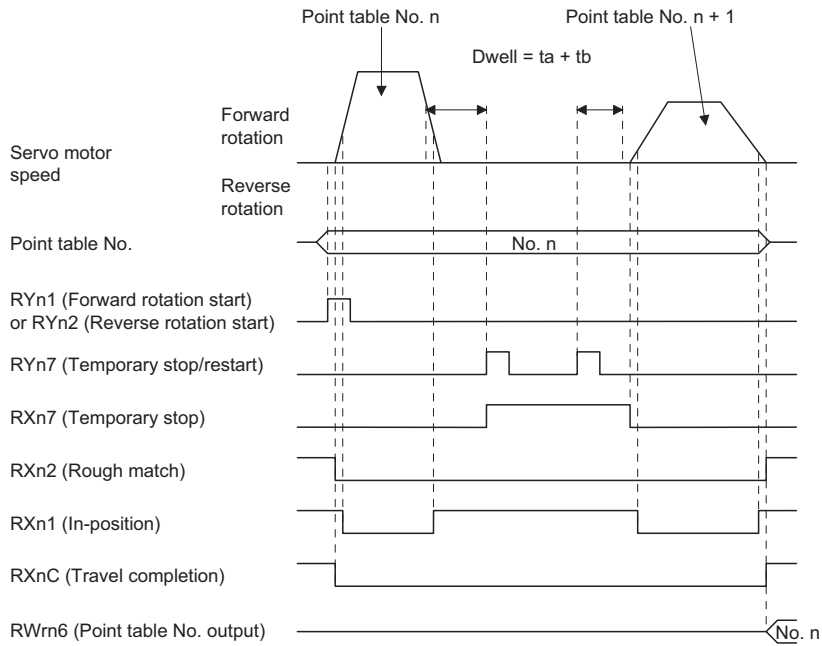 Point table No. n
Point table No. n + 1
Dwell = ta + tb
Forward
rotation
Servo motor
speed
Reverse
rotation
Point table No.
No. n
RYn1 (Forward rotation start)
or RYn2 (Reverse rotation start)
RYn7 (Temporary stop/restart)
RXn7 (Temporary stop)
RXn2 (Rough match)
RXn1 (In-position)
RXnC (Travel completion)
RWrn6 (Point table No. output)
No. n